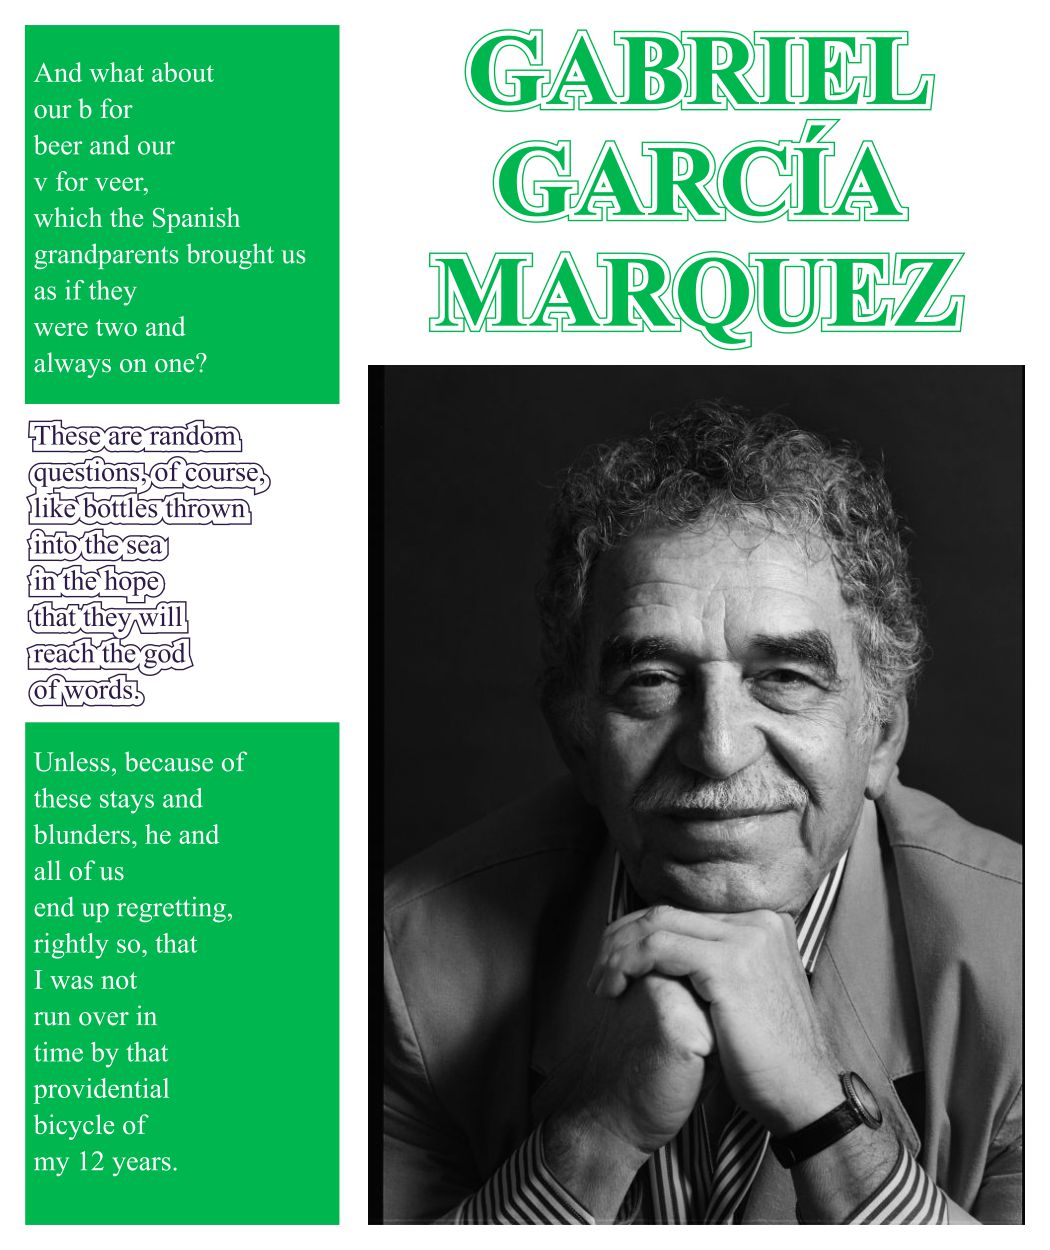 GABRIEL
GARCÍA
MARQUEZ
And what about
our b for
beer and our
v for veer,
which the Spanish
grandparents brought us
as if they
were two and
always on one?
These are random
questions, of course,
like bottles thrown
into the sea
in the hope
that they will
reach the god
of words.
Unless, because of
these stays and
blunders, he and
all of us
end up regretting,
rightly so, that
I was not
run over in
time by that
providential
bicycle of
my 12 years.